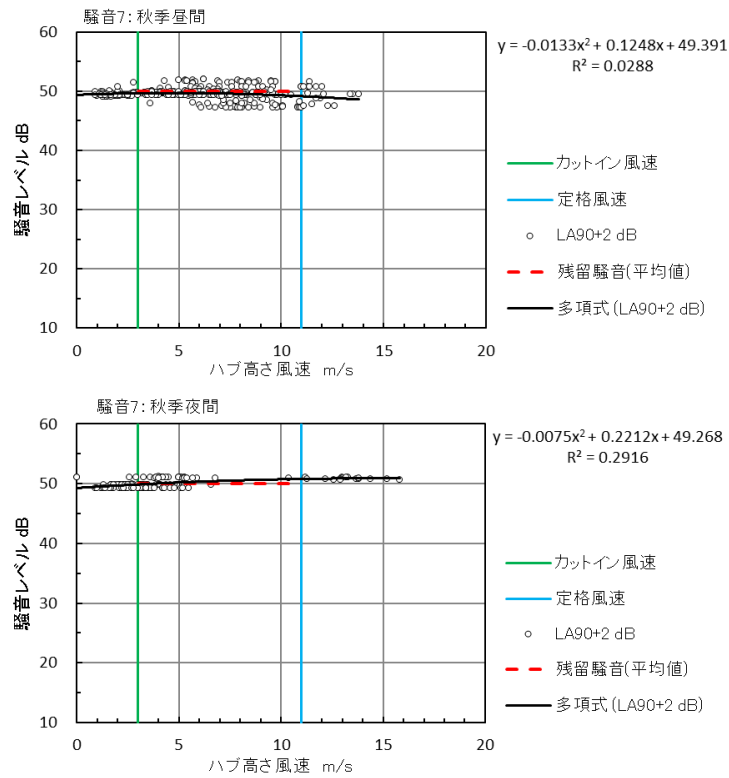 騒音7：秋季昼間
60
50
40
30
20
10
騒音レベル dB
0
5
10
15
20
ハブ高さ風速 m/s
y = -0.0133x² + 0.1248x + 49.391
R² = 0.0288
カットイン風速
定格風速
LA90+2 dB
残留騒音(平均値)
多項式 (LA90+2 dB)
騒音7：秋季夜間
60
50
40
30
20
10
騒音レベル dB
0
5
10
15
20
ハブ高さ風速 m/s
y = -0.0075x² + 0.2212x + 49.268
R² = 0.2916
カットイン風速
定格風速
LA90+2 dB
残留騒音(平均値)
多項式 (LA90+2 dB)